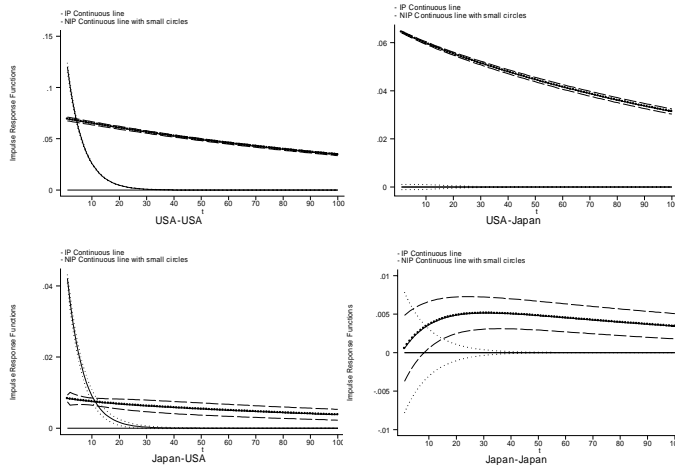 - IP Continuous line
- NIP Continuous line with small circles
Impulse Response Functions
.15
.1
.05
0
10 20 30 40 50 60 70 80 90 100
t
USA-USA
- IP Continuous line
- NIP Continuous line with small circles
Impulse Response Functions
.06
.04
.02
0
10 20 30 40 50 60 70 80 90 100
t
USA-Japan
- IP Continuous line
- NIP Continuous line with small circles
Impulse Response Functions
.04
.02
0
10 20 30 40 50 60 70 80 90 100
t
Japan-USA
- IP Continuous line
- NIP Continuous line with small circles
Impulse Response Functions
.01
.005
0
-.005
-.01
10 20 30 40 50 60 70 80 90 100
t
Japan-Japan